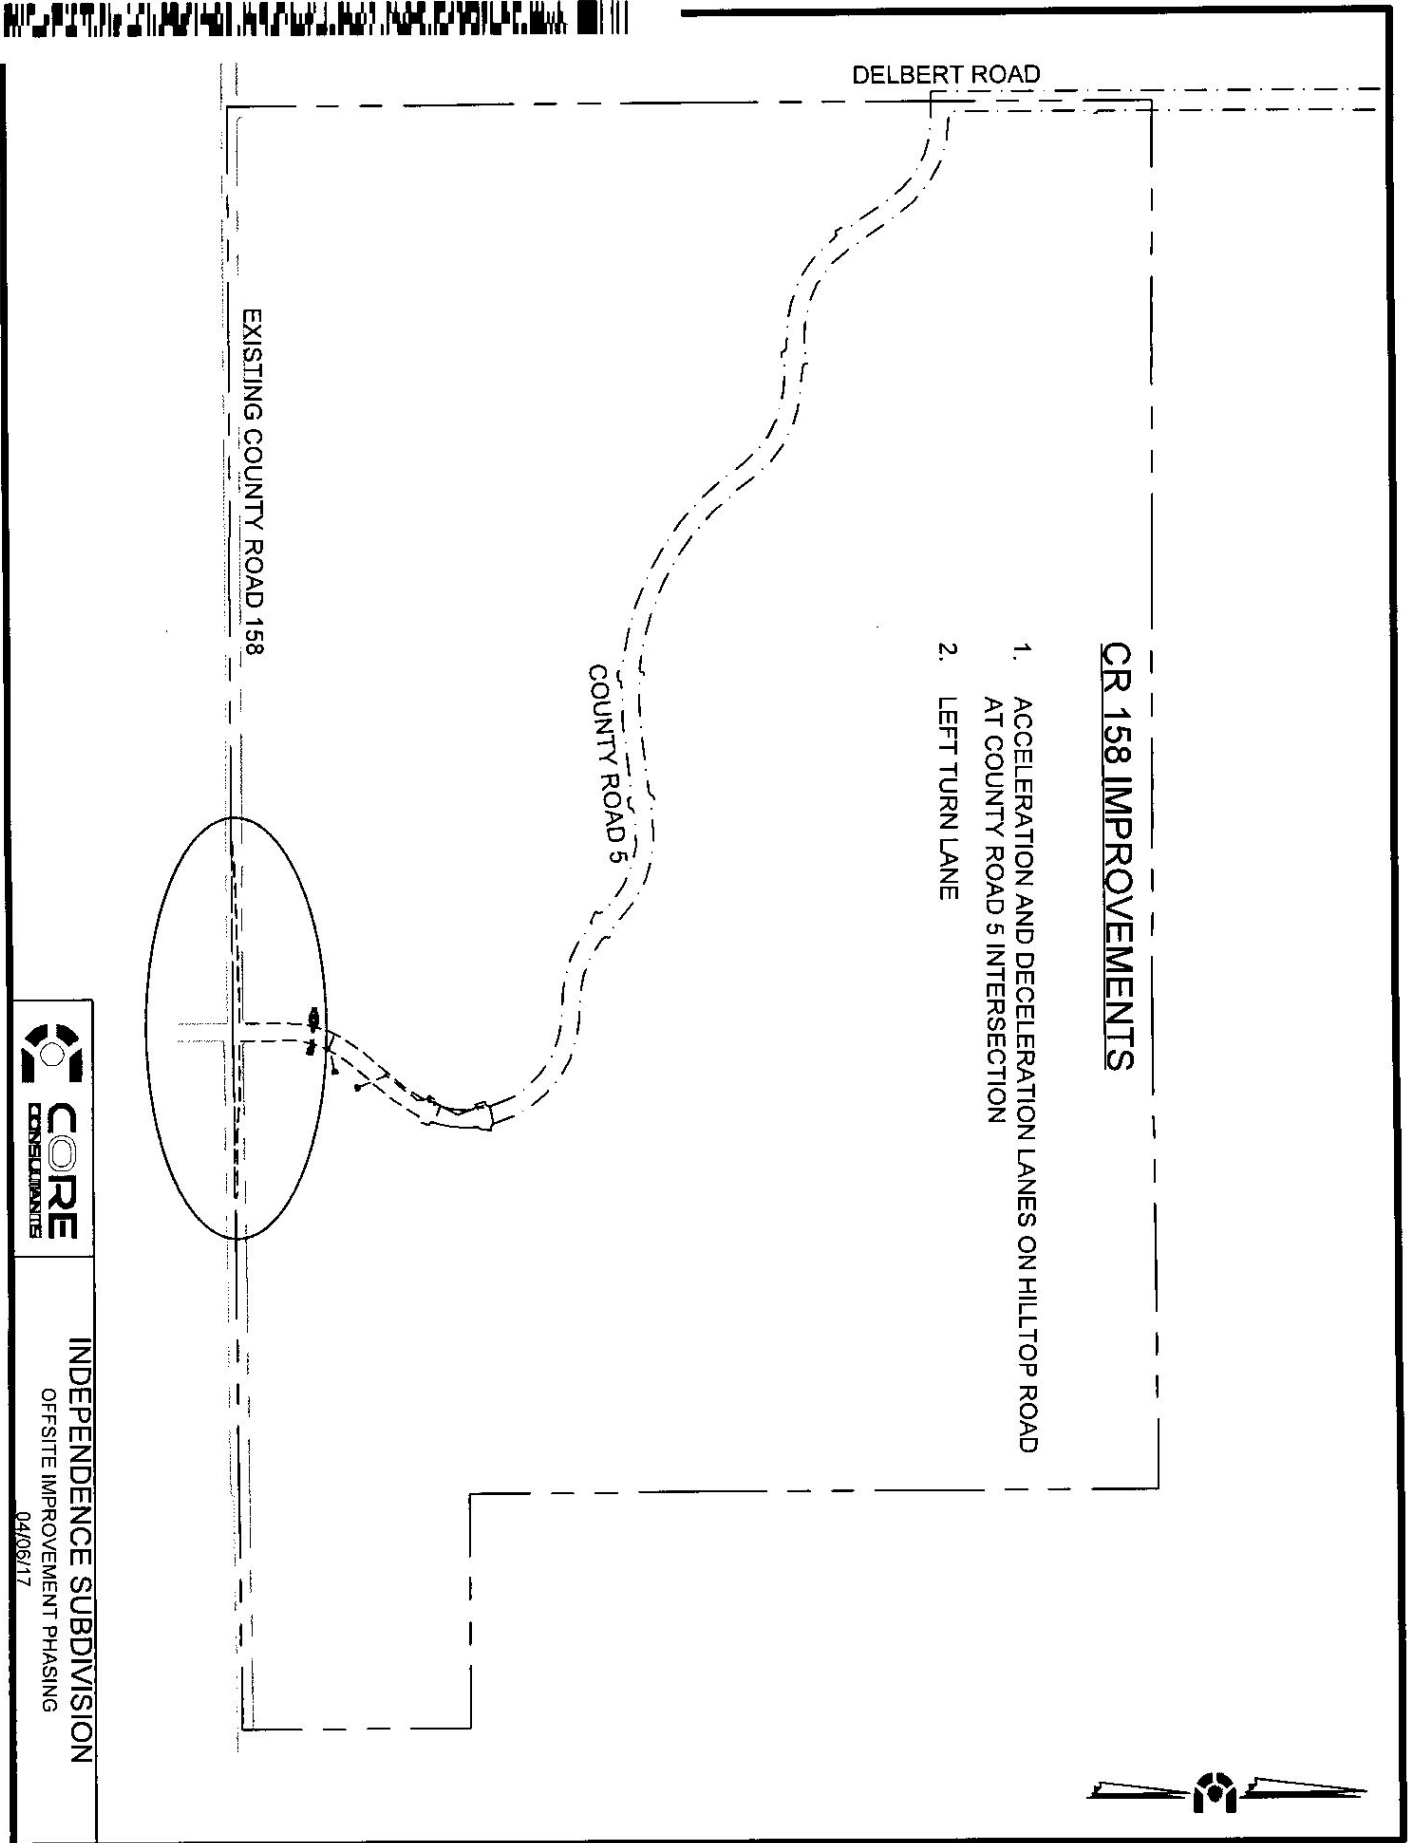 DELBERT ROAD
CR 158 IMPROVEMENTS
1. ACCELERATION AND DECELERATION LANES ON HILLTOP ROAD
AT COUNTY ROAD 5 INTERSECTION
2. LEFT TURN LANE
COUNTY ROAD 5
EXISTING COUNTY ROAD 158
CORE
CONSULTANTS
INDEPENDENCE SUBDIVISION
OFFSITE IMPROVEMENT PHASING
04/06/17